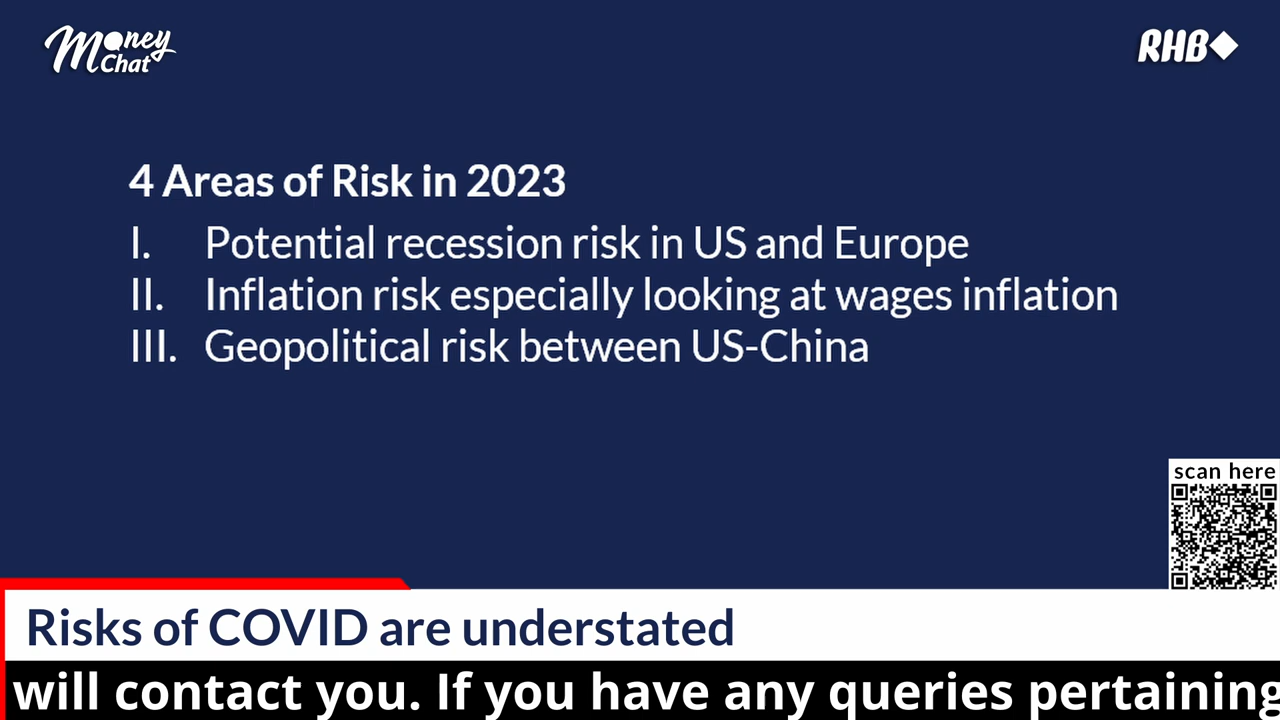 Money Chat
RHB
4 Areas of Risk in 2023
I. Potential recession risk in US and Europe
II. Inflation risk especially looking at wages inflation
III. Geopolitical risk between US-China
scan here
Risks of COVID are understated
will contact you. If you have any queries pertaining